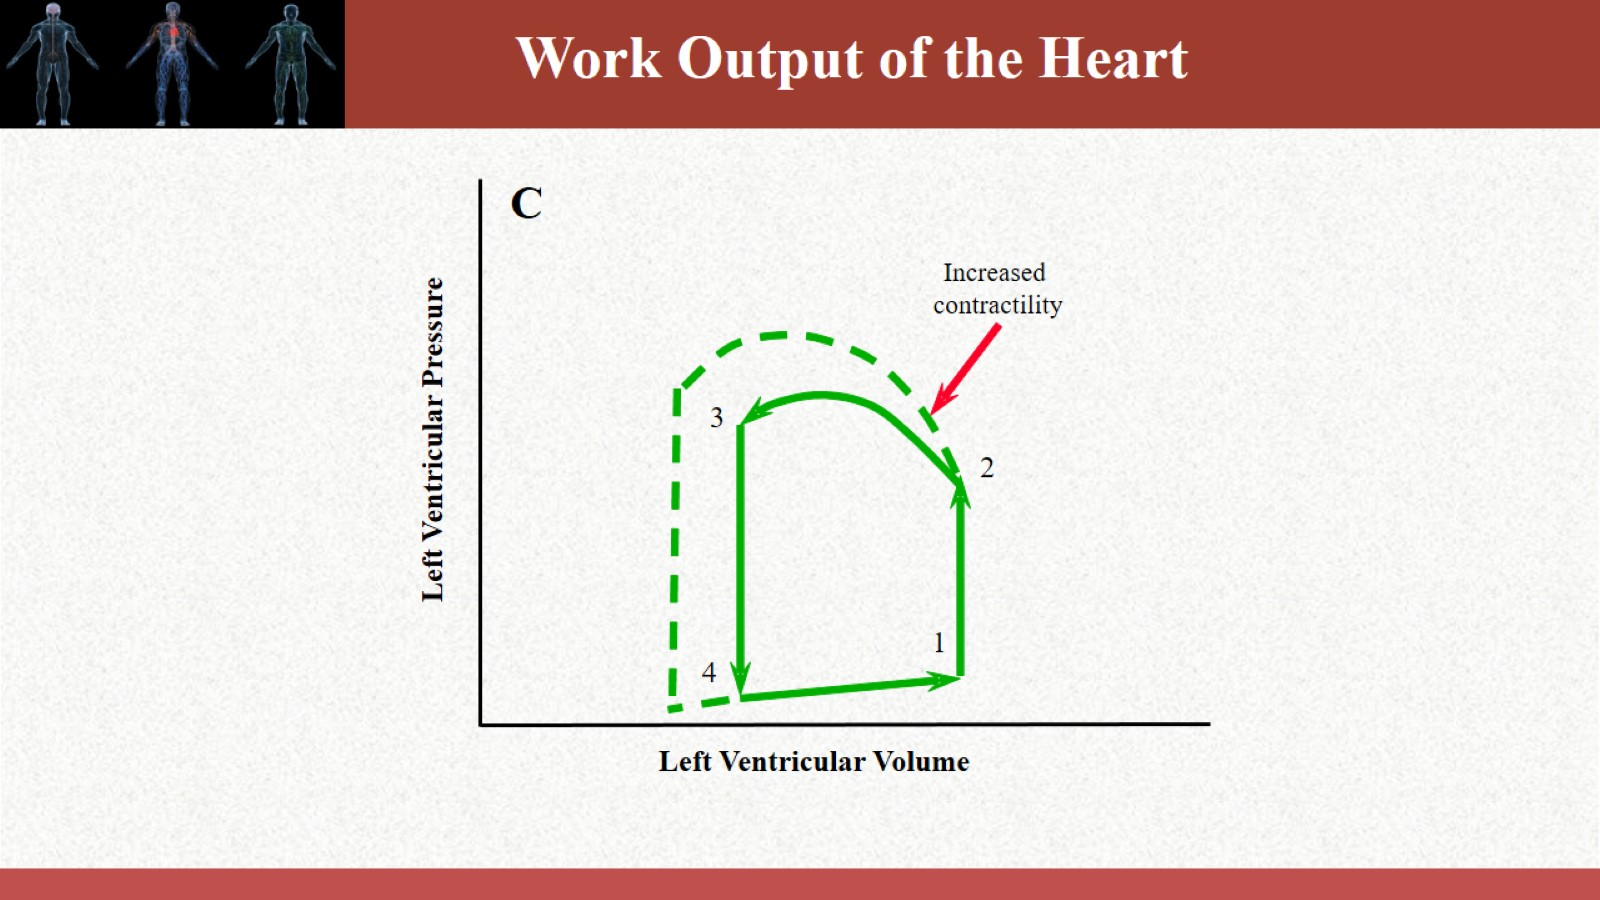 Work Output of the Heart
C
Increased
contractility
Left Ventricular Pressure
3
2
1
4
Left Ventricular Volume